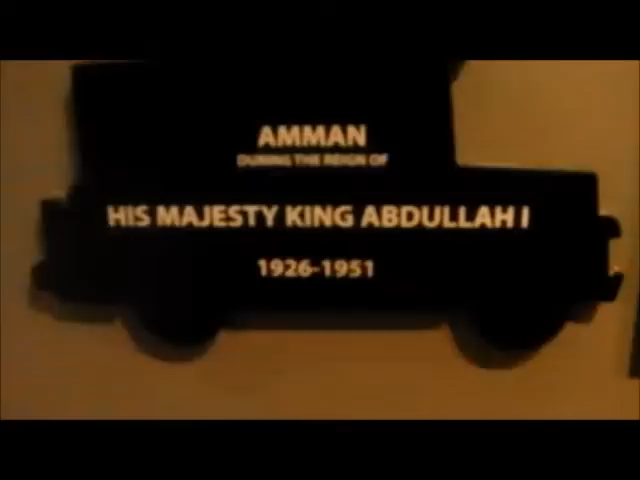 AMMAN
DURING THE REIGN OF
HIS MAJESTY KING ABDULLAH I
1926-1951